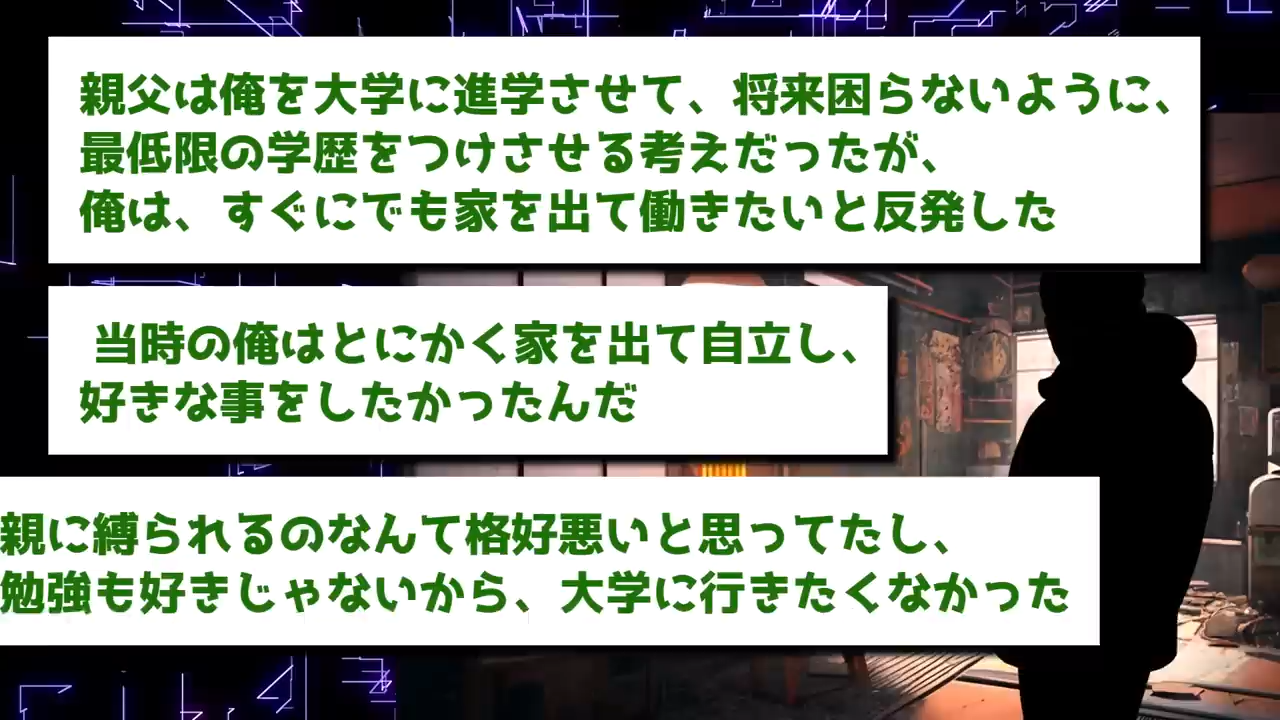 親父は俺を大学に進学させて、将来困らないように、
最低限の学歴をつけさせる考えだったが、
俺は、すぐにでも家を出て働きたいと反発した
当時の俺はとにかく家を出て自立し、
好きな事をしたかったんだ
親に縛られるのなんて格好悪いと思ってたし、
勉強も好きじゃないから、大学に行きたくなかった